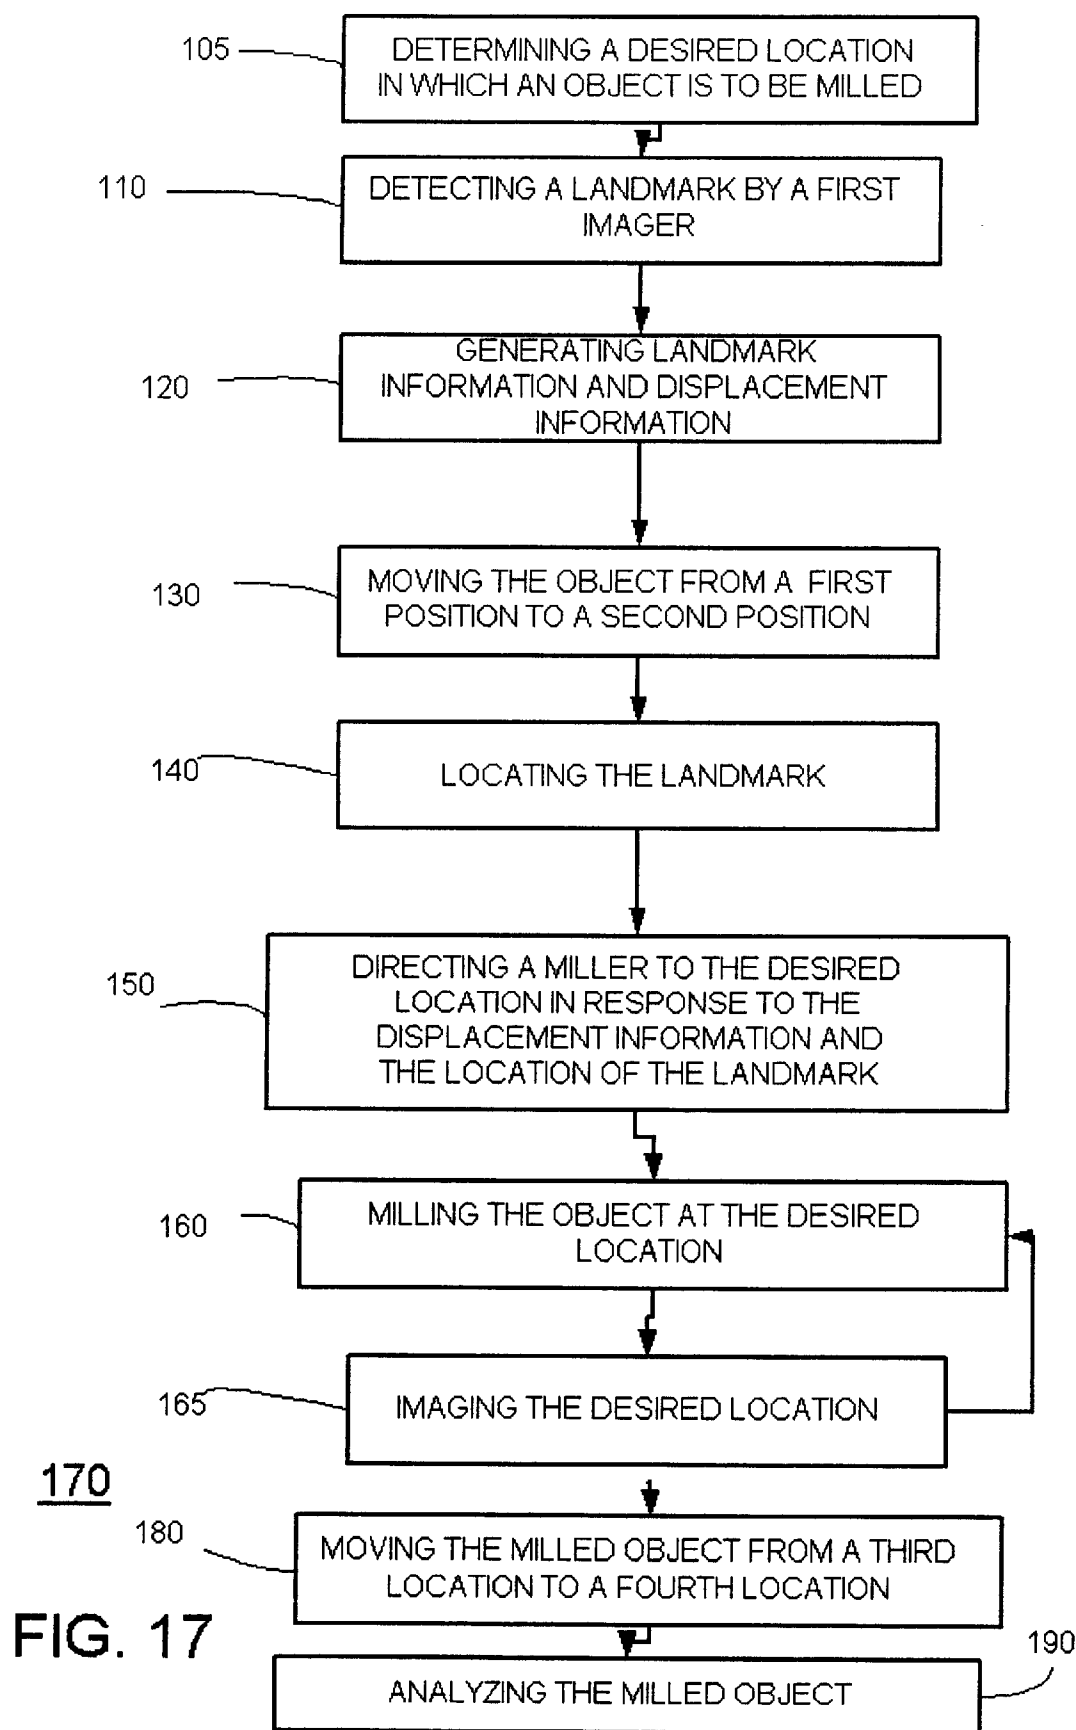 105
DETERMINING A DESIRED LOCATION
IN WHICH AN OBJECT IS TO BE MILLED
110
DETECTING A LANDMARK BY A FIRST
IMAGER
120
GENERATING LANDMARK
INFORMATION AND DISPLACEMENT
INFORMATION
130
MOVING THE OBJECT FROM A FIRST
POSITION TO A SECOND POSITION
140
LOCATING THE LANDMARK
150
DIRECTING A MILLER TO THE DESIRED
LOCATION IN RESPONSE TO THE
DISPLACEMENT INFORMATION AND
THE LOCATION OF THE LANDMARK
160
MILLING THE OBJECT AT THE DESIRED
LOCATION
165
IMAGING THE DESIRED LOCATION
170
180
MOVING THE MILLED OBJECT FROM A THIRD
LOCATION TO A FOURTH LOCATION
FIG. 17
190
ANALYZING THE MILLED OBJECT